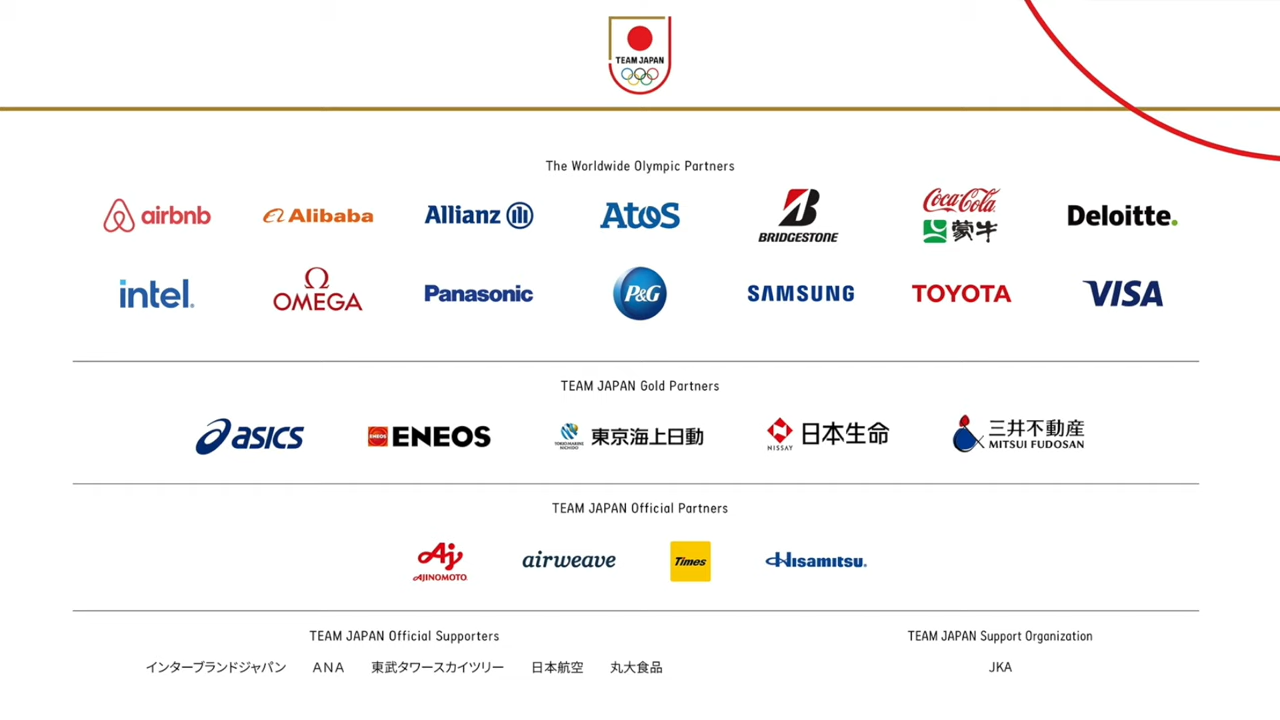 TEAM JAPAN
The Worldwide Olympic Partners
airbnb Alibaba Allianz Atos BRIDGESTONE Coca-Cola 蒙牛 Deloitte.
intel. OMEGA Panasonic P&G SAMSUNG TOYOTA VISA
TEAM JAPAN Gold Partners
ASICS ENEOS ENEOS TOKIO MARINE NICHIDO 東京海上日動 NISSAY 日本生命 三井不動産 MITSUI FUDOSAN
TEAM JAPAN Official Partners
Aj AJINOMOTO airweave Times Hisamitsu.
TEAM JAPAN Official Supporters
インターブランドジャパン ANA 東武タワースカイツリー 日本航空 丸大食品
TEAM JAPAN Support Organization
JKA